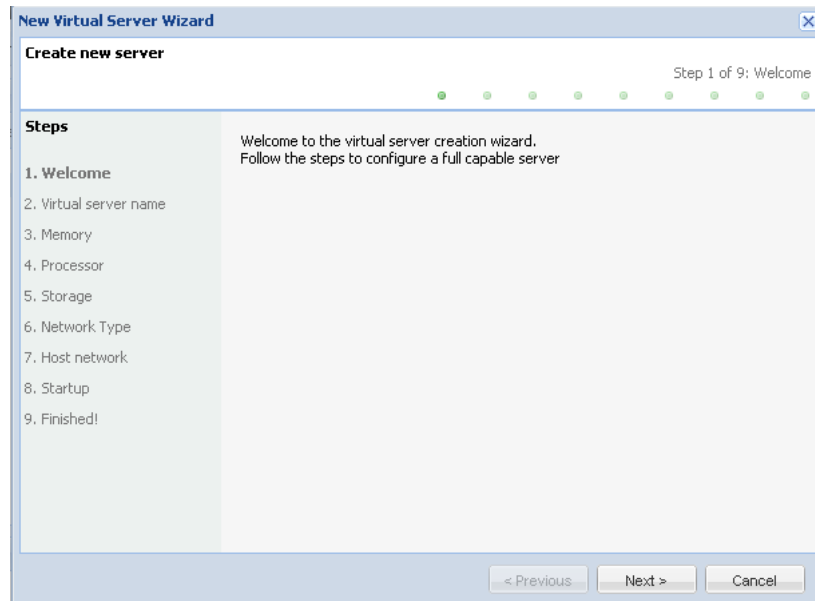 New Virtual Server Wizard
Create new server
Step 1 of 9: Welcome
Steps
1. Welcome
2. Virtual server name
3. Memory
4. Processor
5. Storage
6. Network Type
7. Host network
8. Startup
9. Finished!
Welcome to the virtual server creation wizard.
Follow the steps to configure a full capable server
< Previous
Next >
Cancel